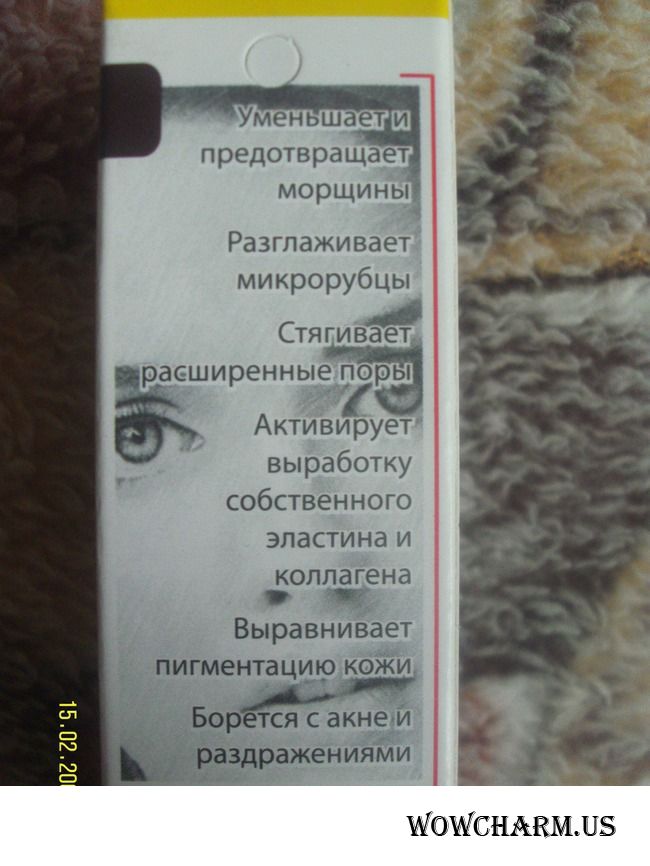 Уменьшает и
предотвращает
морщины
Разглаживает
микрорубцы
Стягивает
расширенные поры
Активирует
выработку
собственного
эластина и
коллагена
Выравнивает
пигментацию кожи
Борется с акне и
раздражениями
15.02.20
WOWCHARM.US